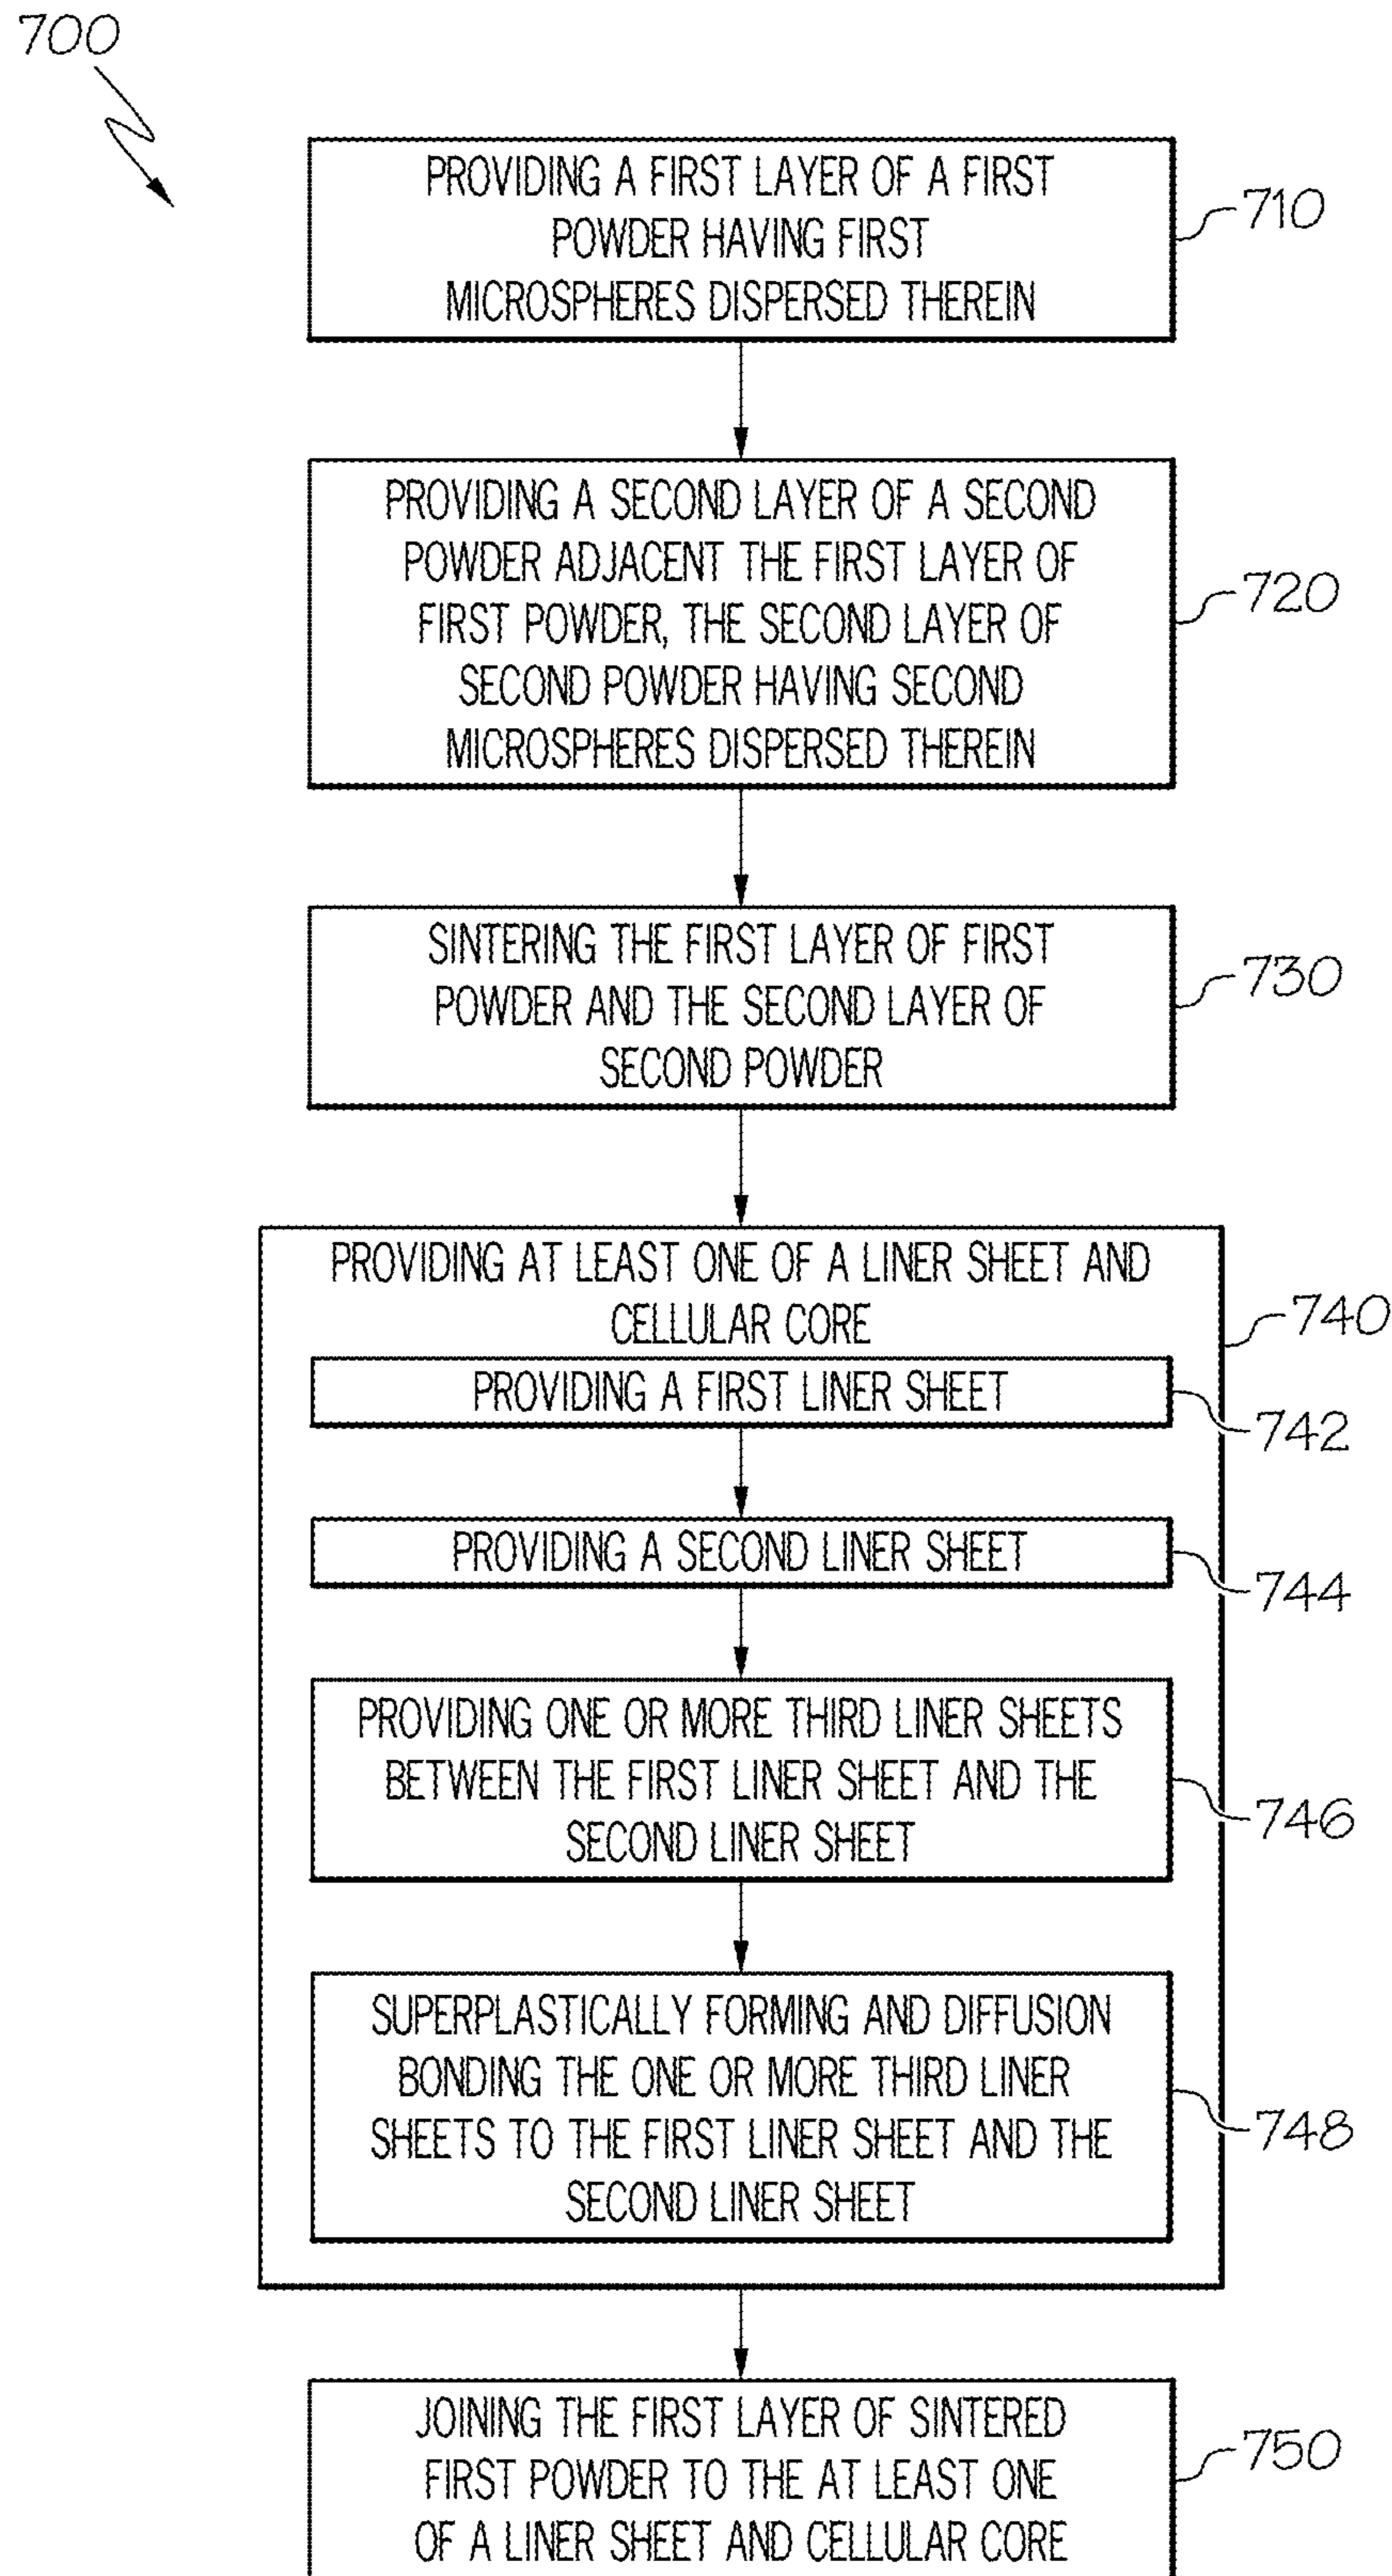 700
PROVIDING A FIRST LAYER OF A FIRST
POWDER HAVING FIRST
MICROSPHERES DISPERSED THEREIN
710
PROVIDING A SECOND LAYER OF A SECOND
POWDER ADJACENT THE FIRST LAYER OF
FIRST POWDER, THE SECOND LAYER OF
SECOND POWDER HAVING SECOND
MICROSPHERES DISPERSED THEREIN
720
SINTERING THE FIRST LAYER OF FIRST
POWDER AND THE SECOND LAYER OF
SECOND POWDER
730
PROVIDING AT LEAST ONE OF A LINER SHEET AND
CELLULAR CORE
740
PROVIDING A FIRST LINER SHEET
742
PROVIDING A SECOND LINER SHEET
744
PROVIDING ONE OR MORE THIRD LINER SHEETS
BETWEEN THE FIRST LINER SHEET AND THE
SECOND LINER SHEET
746
SUPERPLASTICALLY FORMING AND DIFFUSION
BONDING THE ONE OR MORE THIRD LINER
SHEETS TO THE FIRST LINER SHEET AND THE
SECOND LINER SHEET
748
JOINING THE FIRST LAYER OF SINTERED
FIRST POWDER TO THE AT LEAST ONE
OF A LINER SHEET AND CELLULAR CORE
750